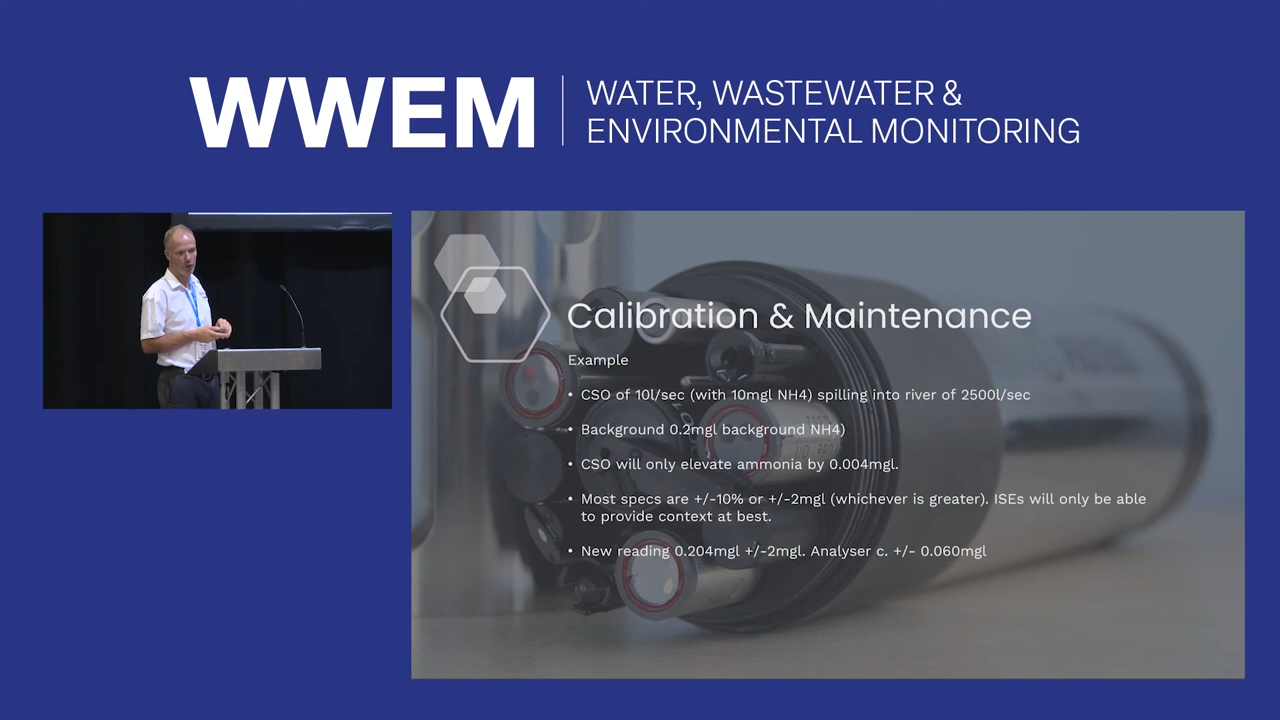 WWEM
WATER, WASTEWATER &
ENVIRONMENTAL MONITORING
Calibration & Maintenance
Example
• CSO of 10l/sec (with 10mgl NH4) spilling into river of 2500l/sec
• Background 0.2mgl background NH4)
• CSO will only elevate ammonia by 0.004mgl.
• Most specs are +/-10% or +/-2mgl (whichever is greater). ISEs will only be able
to provide context at best.
• New reading 0.204mgl +/-2mgl. Analyser c. +/- 0.060mgl